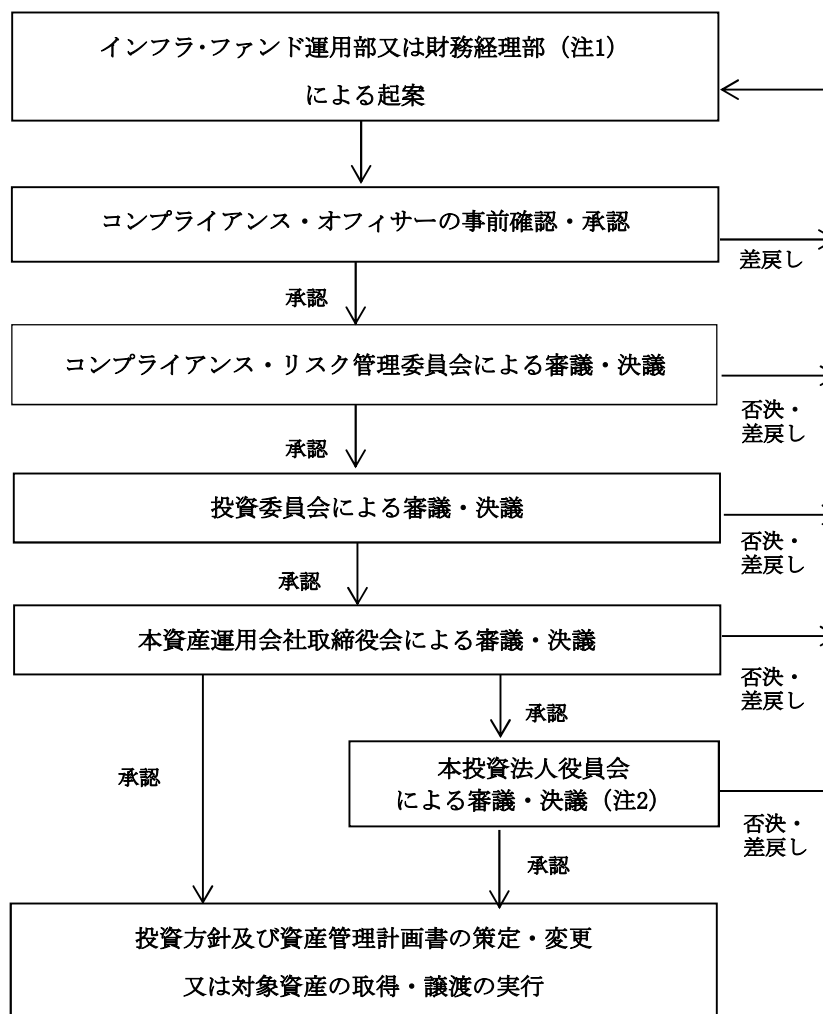 インフラ・ファンド運用部又は財務経理部（注1）
による起案
コンプライアンス・オフィサーの事前確認・承認
差戻し
承認
コンプライアンス・リスク管理委員会による審議・決議
否決・
差戻し
承認
投資委員会による審議・決議
否決・
差戻し
承認
本資産運用会社取締役会による審議・決議
否決・
差戻し
承認
承認
本投資法人役員会
による審議・決議（注2）
否決・
差戻し
承認
投資方針及び資産管理計画書の策定・変更
又は対象資産の取得・譲渡の実行